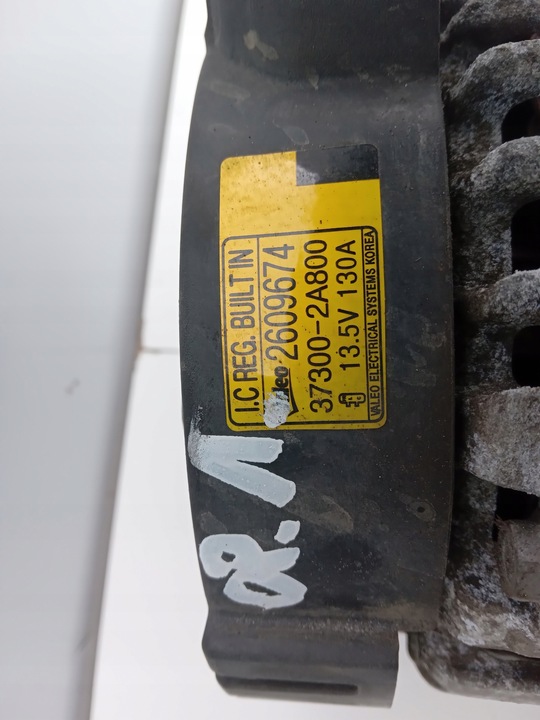 I.C REG. BUILT IN
Valeo 2609674
37300-2A800
13.5V 130A
VALEO ELECTRICAL SYSTEMS KOREA